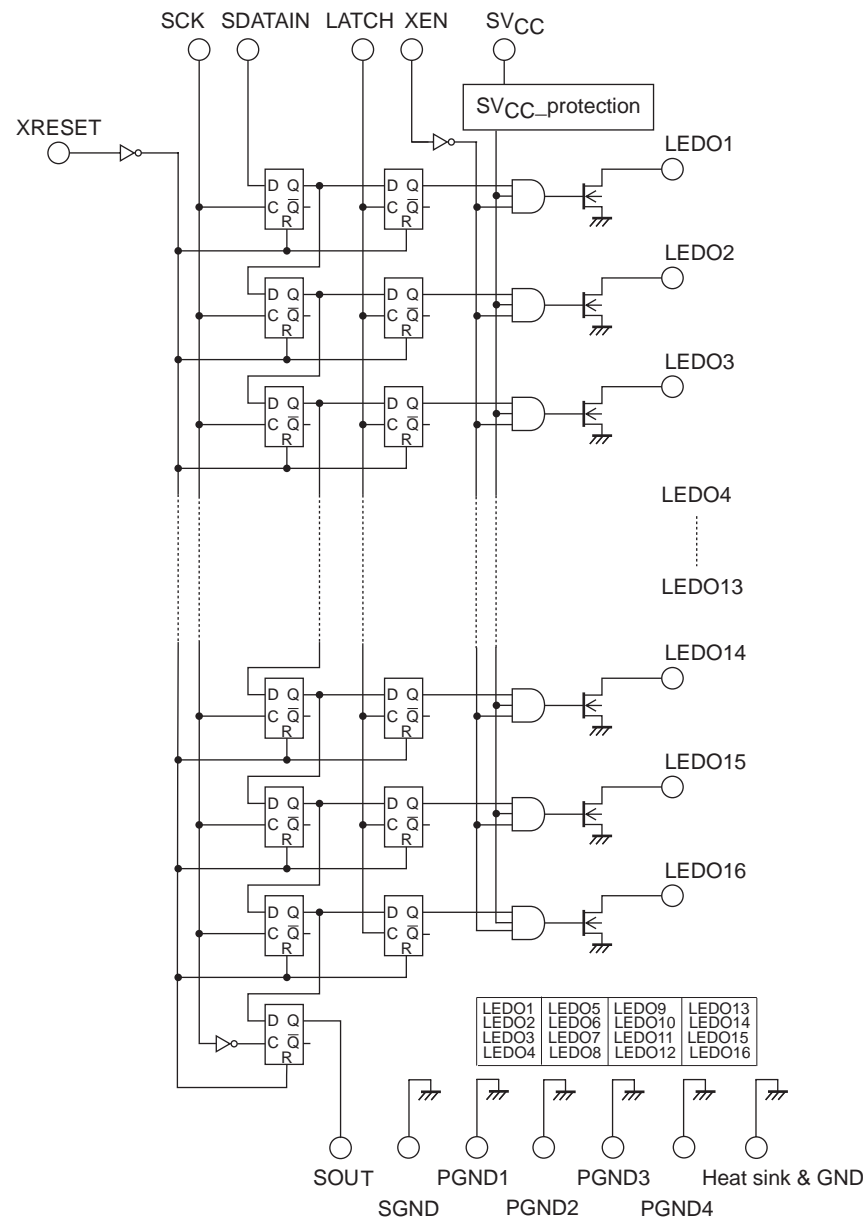 SCK SDATAIN LATCH XEN SVCC
SVCC_protection
XRESET
LEDO1
D Q D Q
C Q̅ C Q̅
R R
LEDO2
D Q D Q
C Q̅ C Q̅
R R
LEDO3
D Q D Q
C Q̅ C Q̅
R R
LEDO4
LEDO13
LEDO14
D Q D Q
C Q̅ C Q̅
R R
LEDO15
D Q D Q
C Q̅ C Q̅
R R
LEDO16
D Q D Q
C Q̅ C Q̅
R R
D Q
C Q̅
R
LEDO1 LEDO5 LEDO9 LEDO13
LEDO2 LEDO6 LEDO10 LEDO14
LEDO3 LEDO7 LEDO11 LEDO15
LEDO4 LEDO8 LEDO12 LEDO16
SOUT PGND1 PGND3 Heat sink & GND
SGND PGND2 PGND4